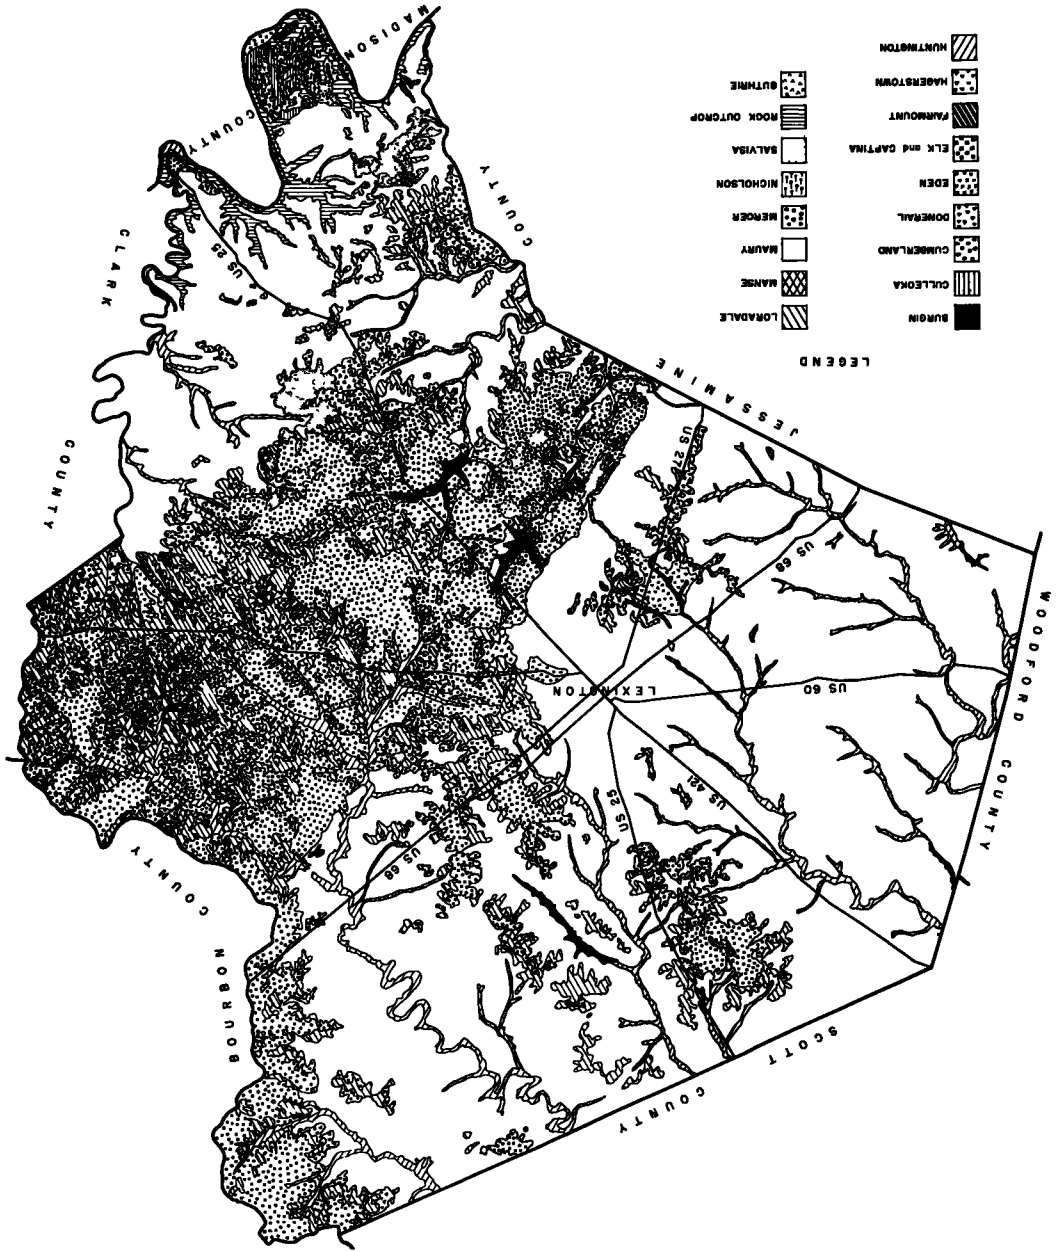 SCOTT COUNTY
BOURBON COUNTY
WOODFORD COUNTY
US 25
US 421
US 68
US 60
LEXINGTON
US 68
US 27
CLARK COUNTY
JESSAMINE COUNTY
US 25
MADISON COUNTY
LEGEND
BURGIN
CULLEOKA
CUMBERLAND
DONERAIL
EDEN
ELK and CAPTINA
FAIRMOUNT
HAGERSTOWN
HUNTINGTON
LORADALE
MANSE
MAURY
MERCER
NICHOLSON
SALVISA
ROCK OUTCROP
GUTHRIE